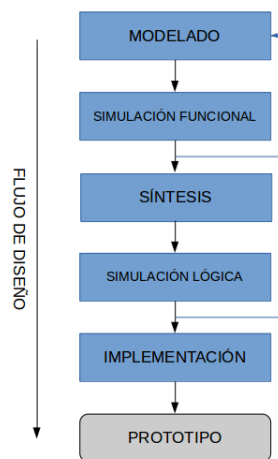 MODELADO
SIMULACIÓN FUNCIONAL
SÍNTESIS
SIMULACIÓN LÓGICA
IMPLEMENTACIÓN
PROTOTIPO
FLUJO DE DISEÑO